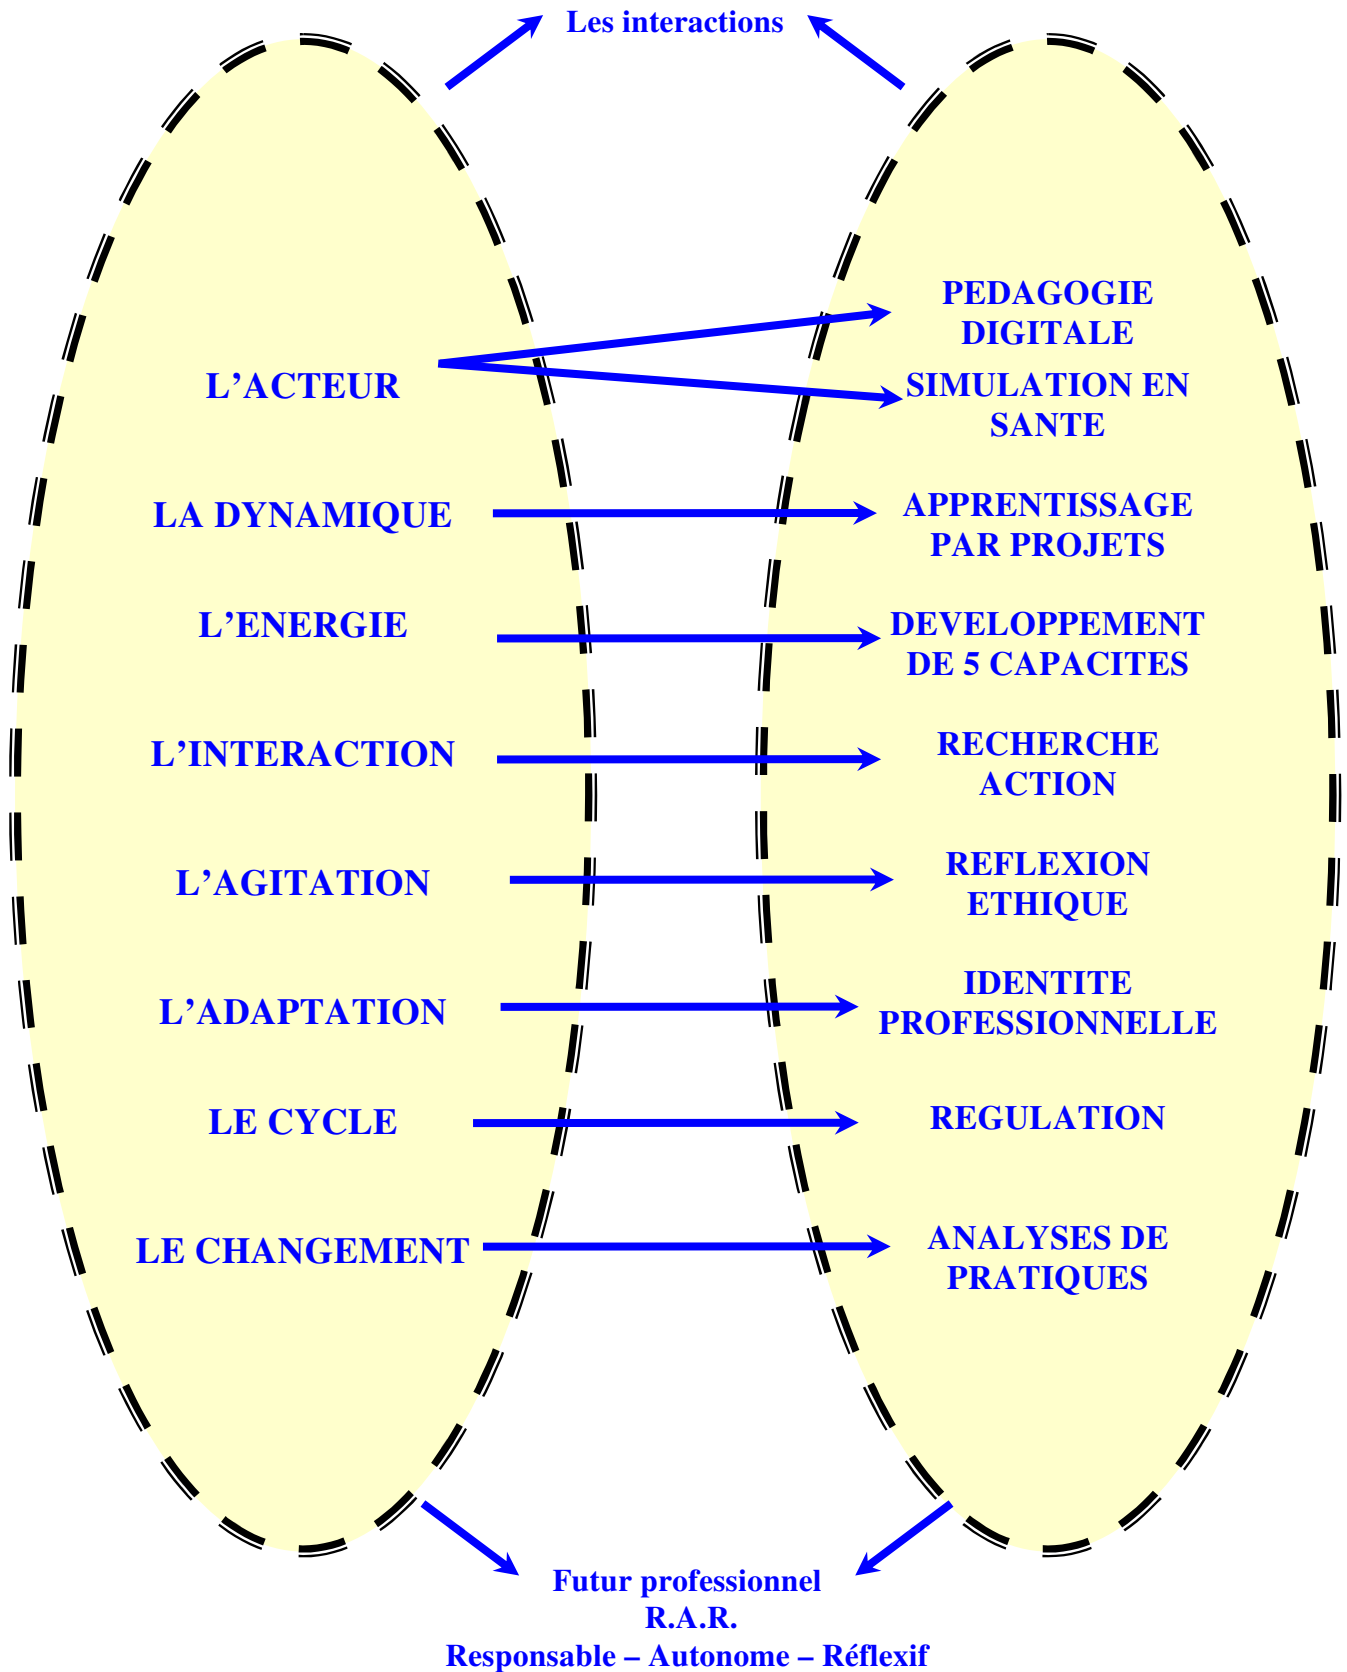 Les interactions
L’ACTEUR
LA DYNAMIQUE
L’ENERGIE
L’INTERACTION
L’AGITATION
L’ADAPTATION
LE CYCLE
LE CHANGEMENT
PEDAGOGIE
DIGITALE
SIMULATION EN
SANTE
APPRENTISSAGE
PAR PROJETS
DEVELOPPEMENT
DE 5 CAPACITES
RECHERCHE
ACTION
REFLEXION
ETHIQUE
IDENTITE
PROFESSIONNELLE
REGULATION
ANALYSES DE
PRATIQUES
Futur professionnel
R.A.R.
Responsable – Autonome – Réflexif